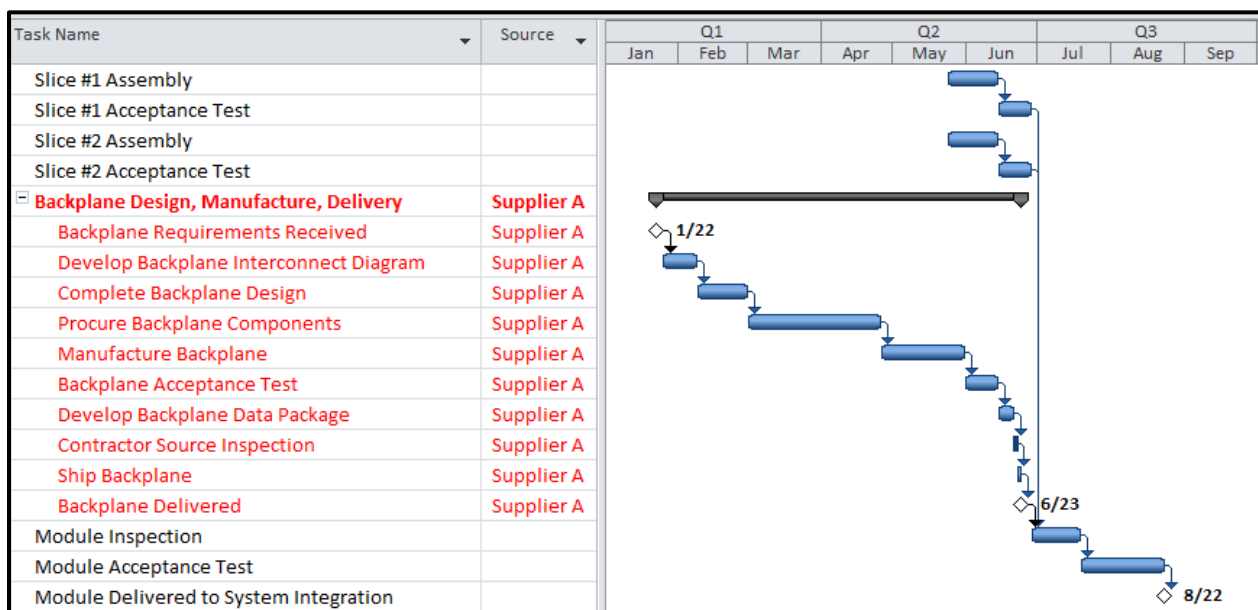 Task Name Source Q1 Q2 Q3
Jan Feb Mar Apr May Jun Jul Aug Sep
Slice #1 Assembly
Slice #1 Acceptance Test
Slice #2 Assembly
Slice #2 Acceptance Test
Backplane Design, Manufacture, Delivery Supplier A
Backplane Requirements Received Supplier A 1/22
Develop Backplane Interconnect Diagram Supplier A
Complete Backplane Design Supplier A
Procure Backplane Components Supplier A
Manufacture Backplane Supplier A
Backplane Acceptance Test Supplier A
Develop Backplane Data Package Supplier A
Contractor Source Inspection Supplier A
Ship Backplane Supplier A
Backplane Delivered Supplier A 6/23
Module Inspection
Module Acceptance Test
Module Delivered to System Integration 8/22